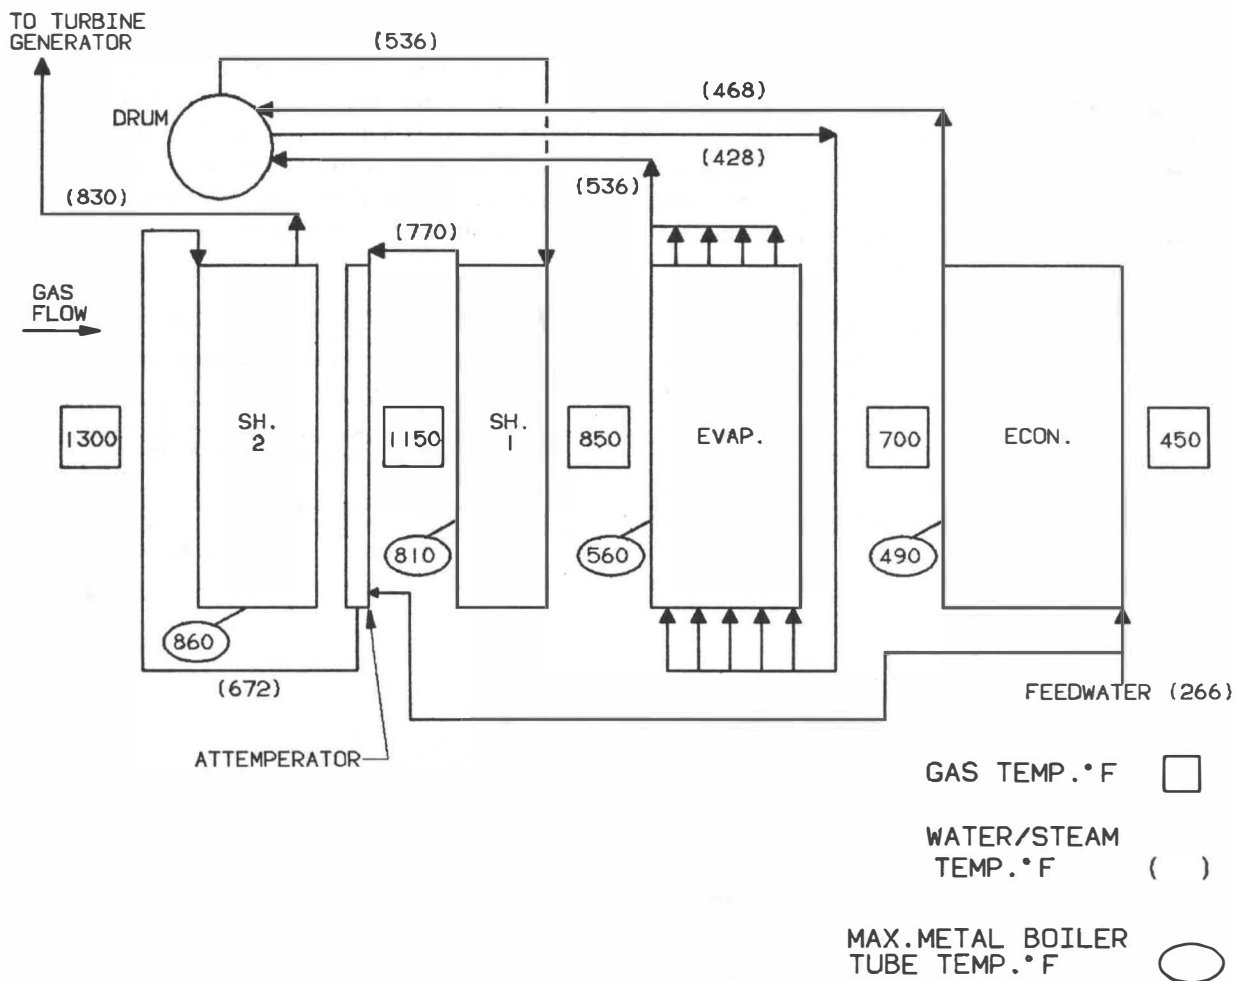 TO TURBINE
GENERATOR
(536)
(468)
DRUM
(428)
(536)
(830)
(770)
GAS
FLOW
1300
SH.
2
1150
SH.
1
850
EVAP.
700
ECON.
450
810
560
490
860
(672)
FEEDWATER (266)
ATTEMPERATOR
GAS TEMP.°F
WATER/STEAM
TEMP.°F ( )
MAX.METAL BOILER
TUBE TEMP.°F